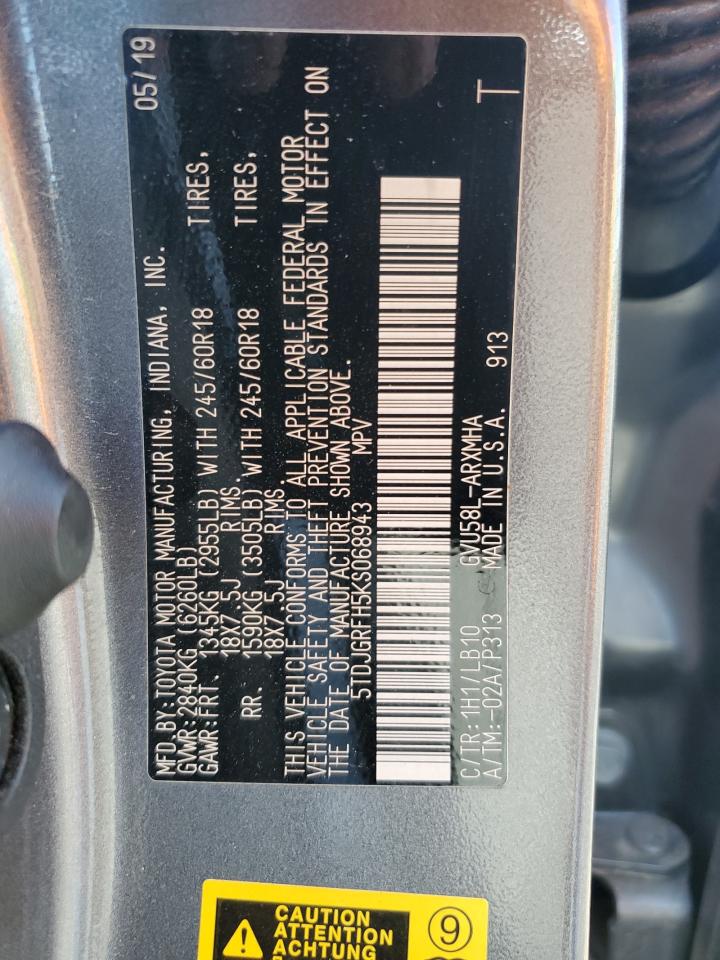 MFD.BY:TOYOTA MOTOR MANUFACTURING, INDIANA, INC. 05/19
GVWR:2840KG (6260LB)
GAWR:FRT. 1345KG (2955LB) WITH 245/60R18 TIRES,
18X7.5J RIMS,
RR. 1590KG (3505LB) WITH 245/60R18 TIRES,
18X7.5J RIMS,
THIS VEHICLE CONFORMS TO ALL APPLICABLE FEDERAL MOTOR
VEHICLE SAFETY AND THEFT PREVENTION STANDARDS IN EFFECT ON
THE DATE OF MANUFACTURE SHOWN ABOVE.
5TDJGRFH5KS068943 MPV
C/TR:1H1/LB10 GVU58L-ARXMHA T
A/TM:-02A/P313 MADE IN U.S.A. 913
CAUTION
ATTENTION
ACHTUNG
9